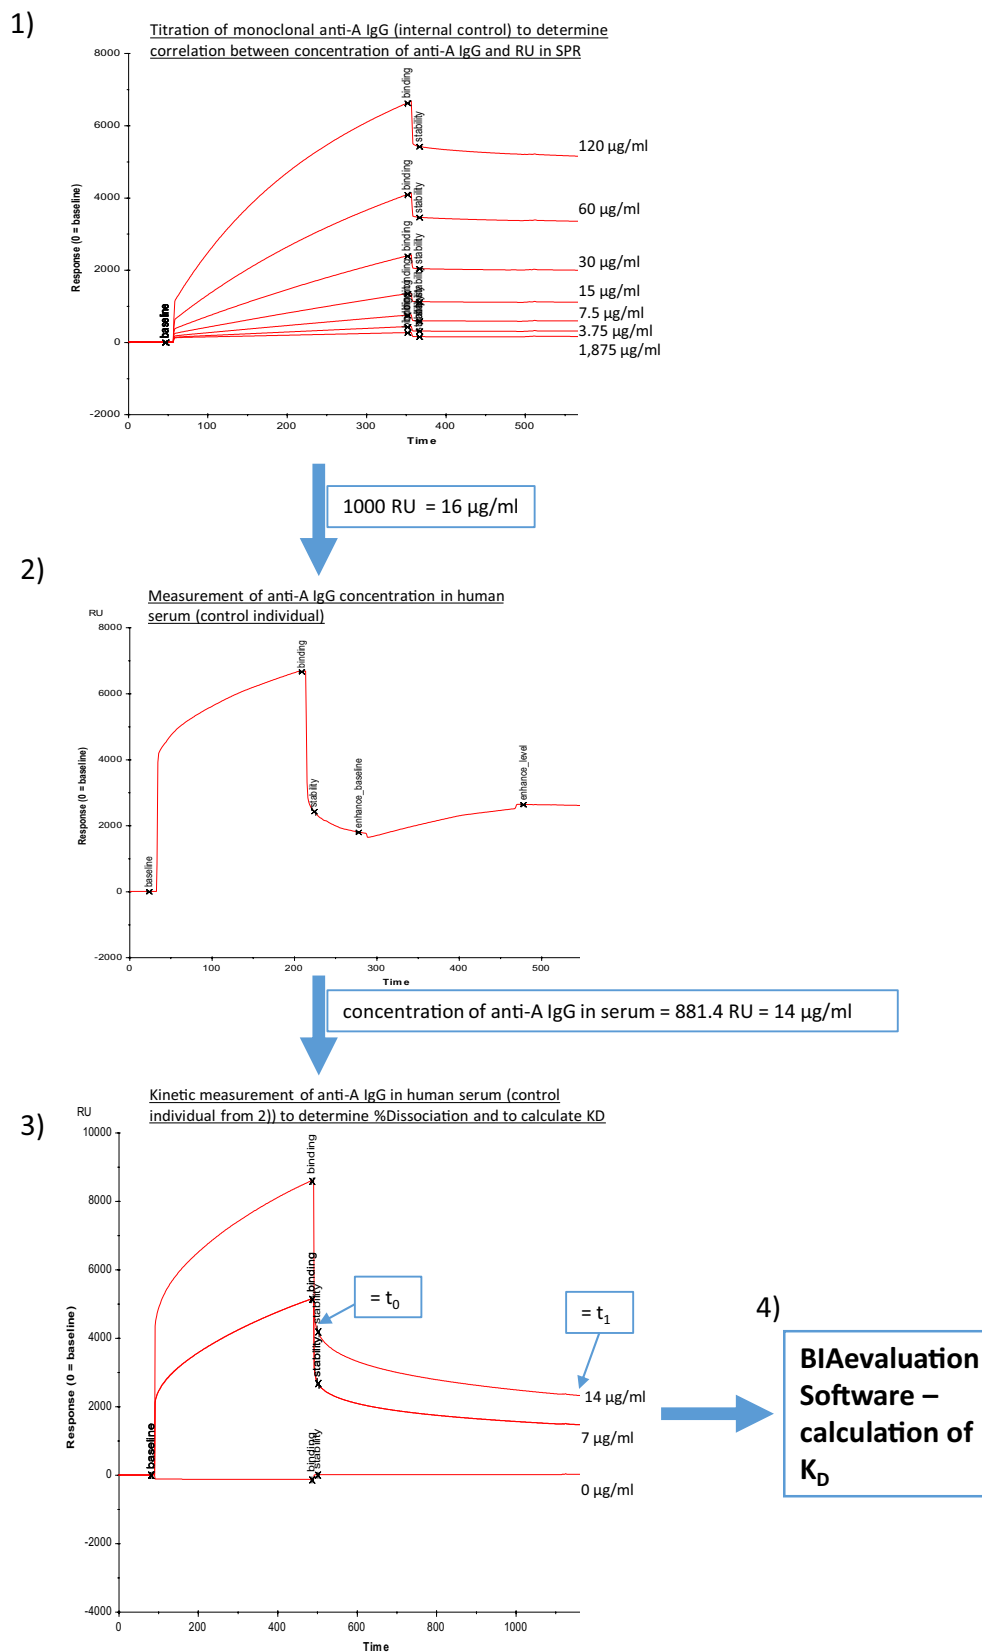 1)
Titration of monoclonal anti-A IgG (internal control) to determine
correlation between concentration of anti-A IgG and RU in SPR
8000
6000
4000
2000
0
-2000
Response (0 = baseline)
0
100
200
300
400
500
Time
baseline
binding
stability
binding
stability
binding
stability
binding
120 µg/ml
60 µg/ml
30 µg/ml
15 µg/ml
7.5 µg/ml
3.75 µg/ml
1,875 µg/ml
1000 RU = 16 µg/ml
2)
Measurement of anti-A IgG concentration in human
serum (control individual)
RU
8000
6000
4000
2000
0
-2000
Response (0 = baseline)
0
100
200
300
400
500
Time
baseline
binding
stability
enhance_baseline
enhance_level
concentration of anti-A IgG in serum = 881.4 RU = 14 µg/ml
3)
Kinetic measurement of anti-A IgG in human serum (control
individual from 2)) to determine %Dissociation and to calculate KD
RU
10000
8000
6000
4000
2000
0
-2000
-4000
Response (0 = baseline)
0
200
400
600
800
1000
Time
baseline
binding
stability
binding
stability
binding
stability
= t0
= t1
14 µg/ml
7 µg/ml
0 µg/ml
4)
BIAevaluation
Software –
calculation of
KD